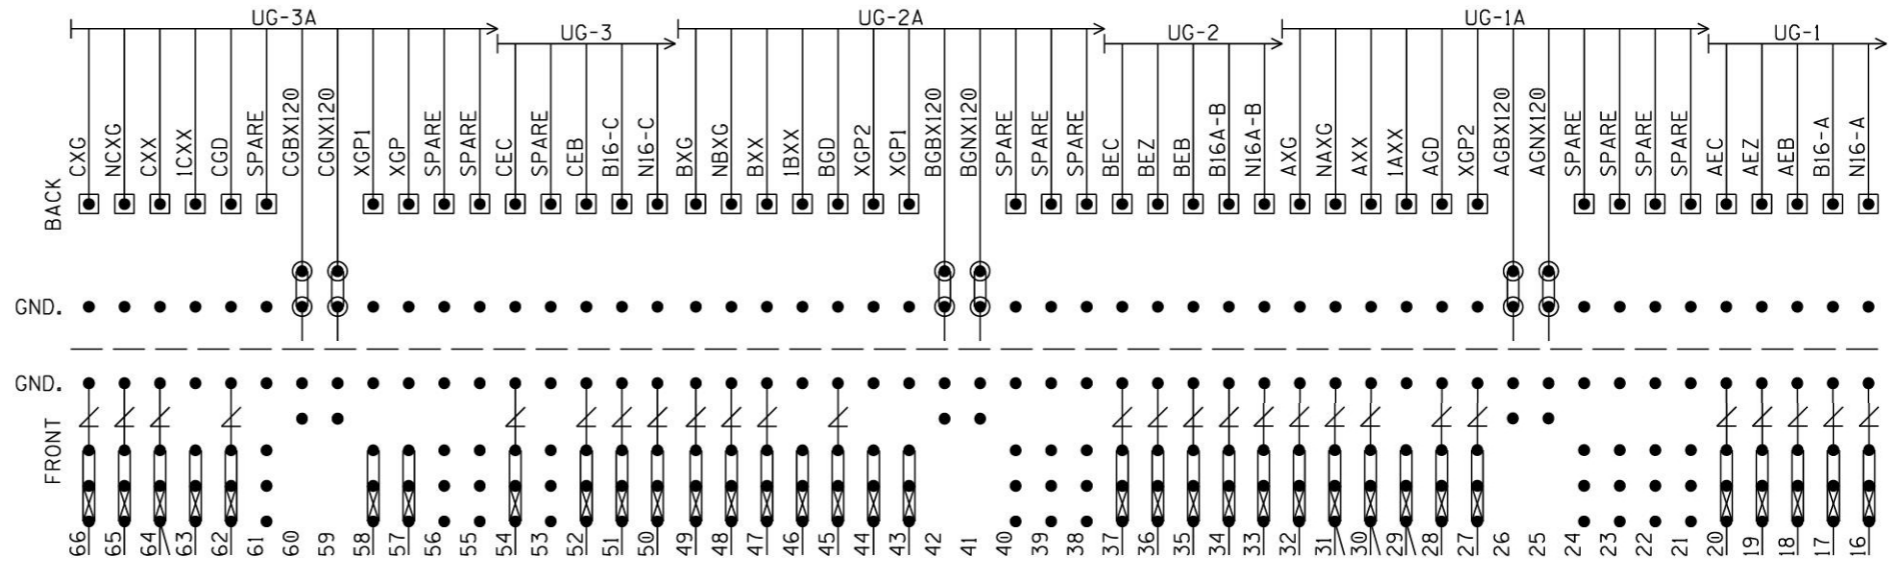 UG-3A UG-3 UG-2A UG-2 UG-1A UG-1
BACK
CXG NCXG CXX 1CXX CGD SPARE CGBX120 CGNX120 XGP1 XGP SPARE SPARE CEC SPARE CEB B16-C N16-C BXG NBXG BXX 1BXX BGD XGP2 XGP1 BGBX120 BGNX120 SPARE SPARE SPARE BEC BEZ BEB B16A-B N16A-B AXG NAXG AXX 1AXX AGD XGP2 AGBX120 AGNX120 SPARE SPARE SPARE SPARE AEC AEZ AEB B16-A N16-A
GND.
GND.
FRONT
66 65 64 63 62 61 60 59 58 57 56 55 54 53 52 51 50 49 48 47 46 45 44 43 42 41 40 39 38 37 36 35 34 33 32 31 30 29 28 27 26 25 24 23 22 21 20 19 18 17 16